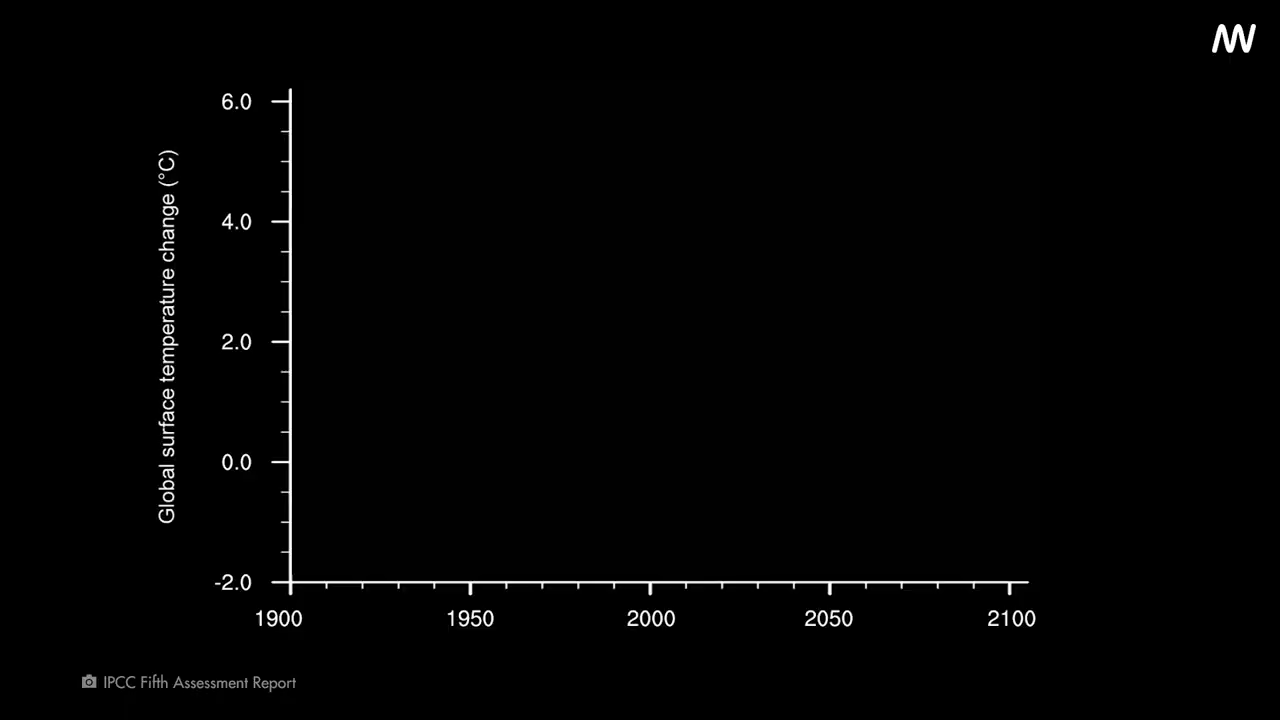 6.0
4.0
2.0
0.0
-2.0
Global surface temperature change (°C)
1900 1950 2000 2050 2100
IPCC Fifth Assessment Report